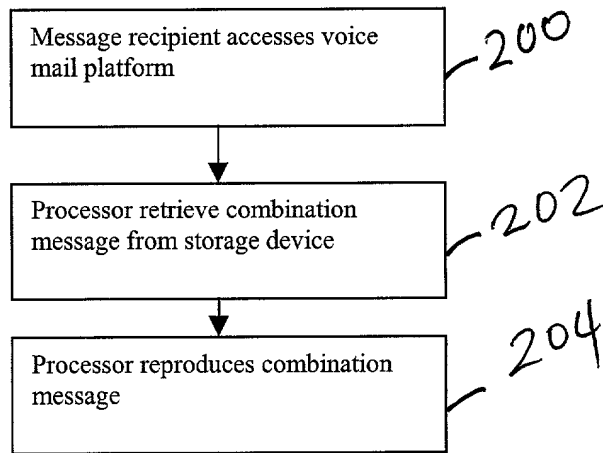 Message recipient accesses voice
mail platform
200
Processor retrieve combination
message from storage device
202
Processor reproduces combination
message
204